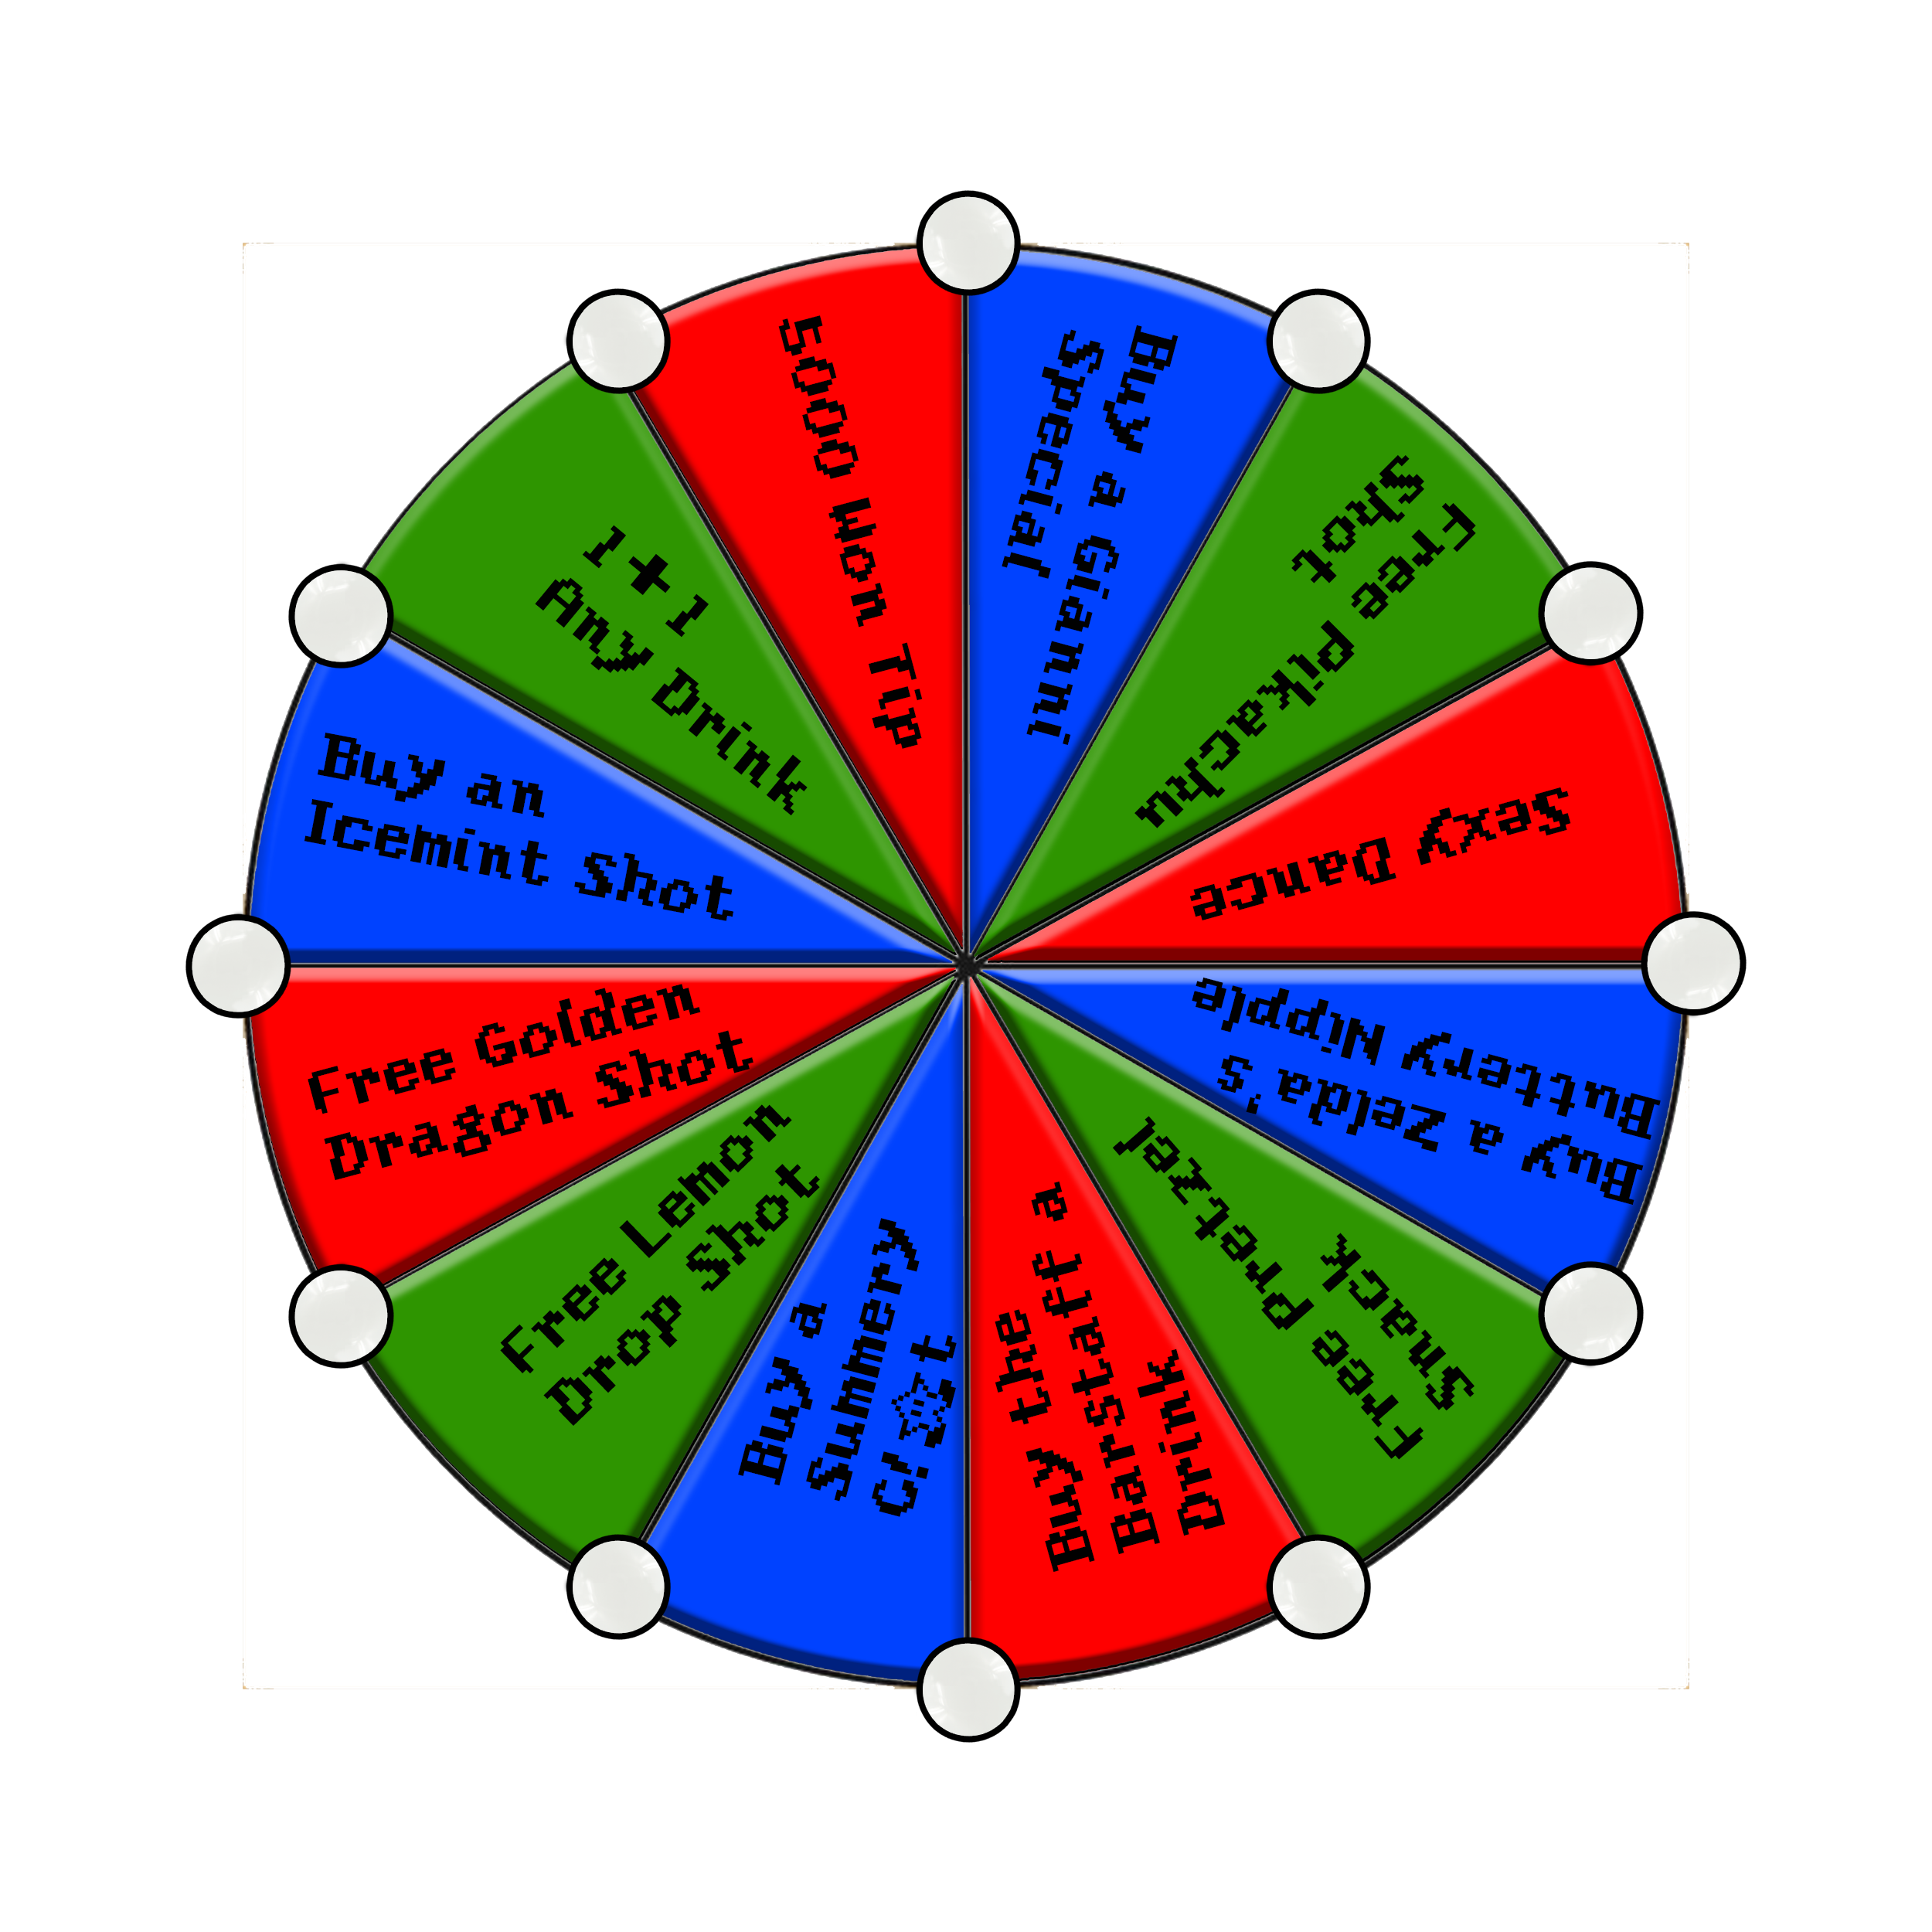 Buy a Gianni
Special
Free Pikachu
Shot
Sexy Dance
Buy a Zelda's
Buttery Nipple
Free Pretzel
Snack
Buy the
Barstaff a
Drink
Buy a
Summery
Free Lemon
Drop Shot
Free Golden
Dragon Shot
Buy an
Icemint Shot
1+1
Any Drink
5000 Won Tip